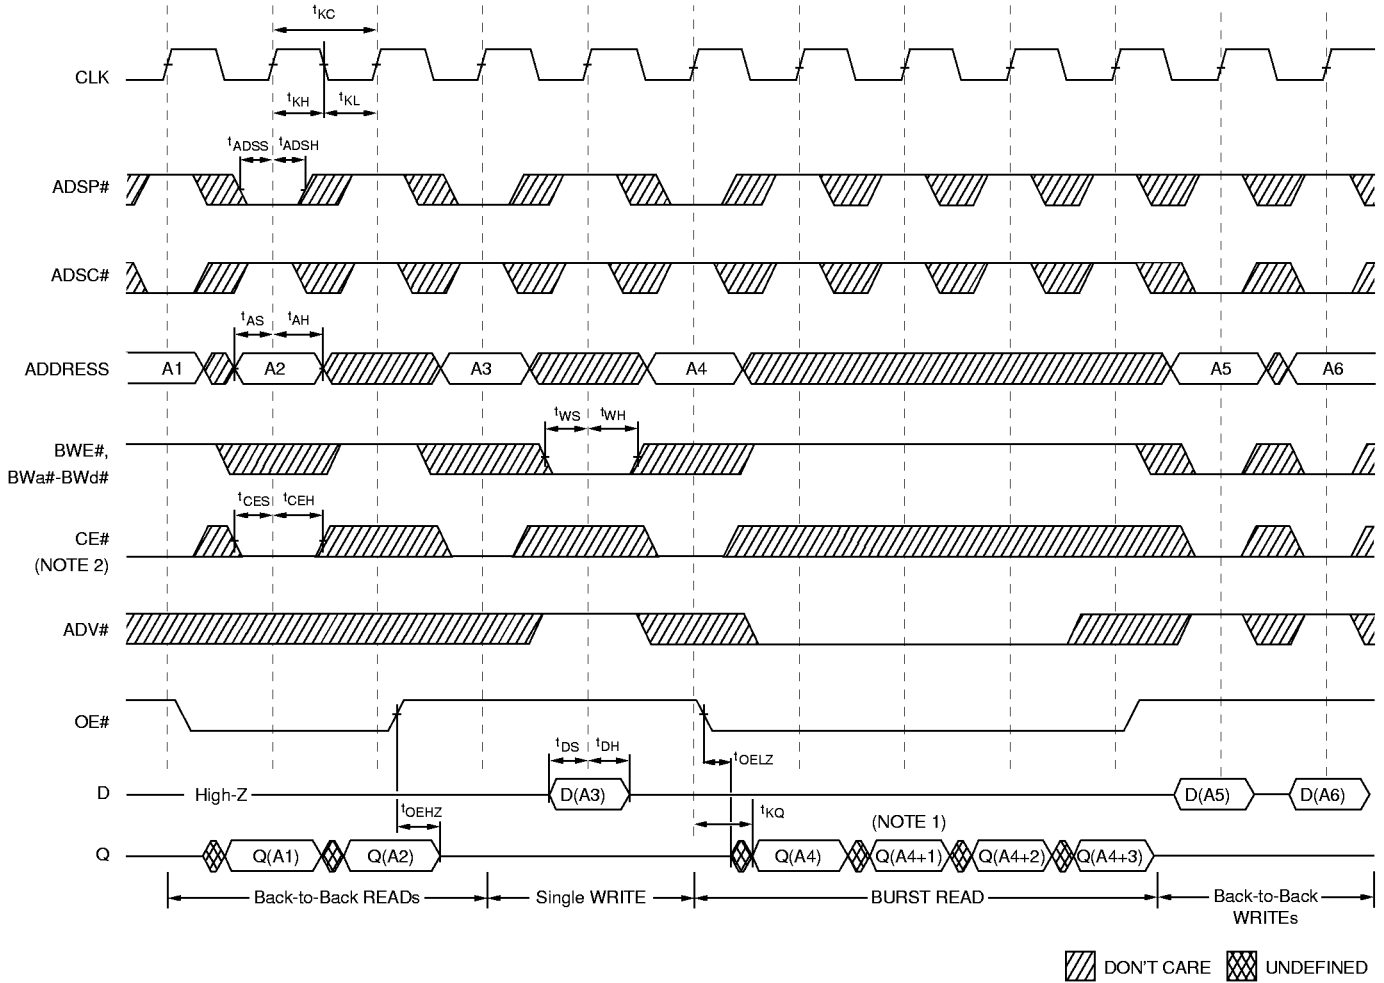 tKC
CLK
tKH
tKL
tADSS
tADSH
ADSP#
ADSC#
tAS
tAH
ADDRESS
A1
A2
A3
A4
A5
A6
tWS
tWH
BWE#,
BWa#-BWd#
tCES
tCEH
CE#
(NOTE 2)
ADV#
OE#
tDS
tDH
tOELZ
D
High-Z
D(A3)
D(A5)
D(A6)
tOEHZ
tKQ
(NOTE 1)
Q
Q(A1)
Q(A2)
Q(A4)
Q(A4+1)
Q(A4+2)
Q(A4+3)
Back-to-Back READs
Single WRITE
BURST READ
Back-to-Back
WRITEs
DON'T CARE
UNDEFINED